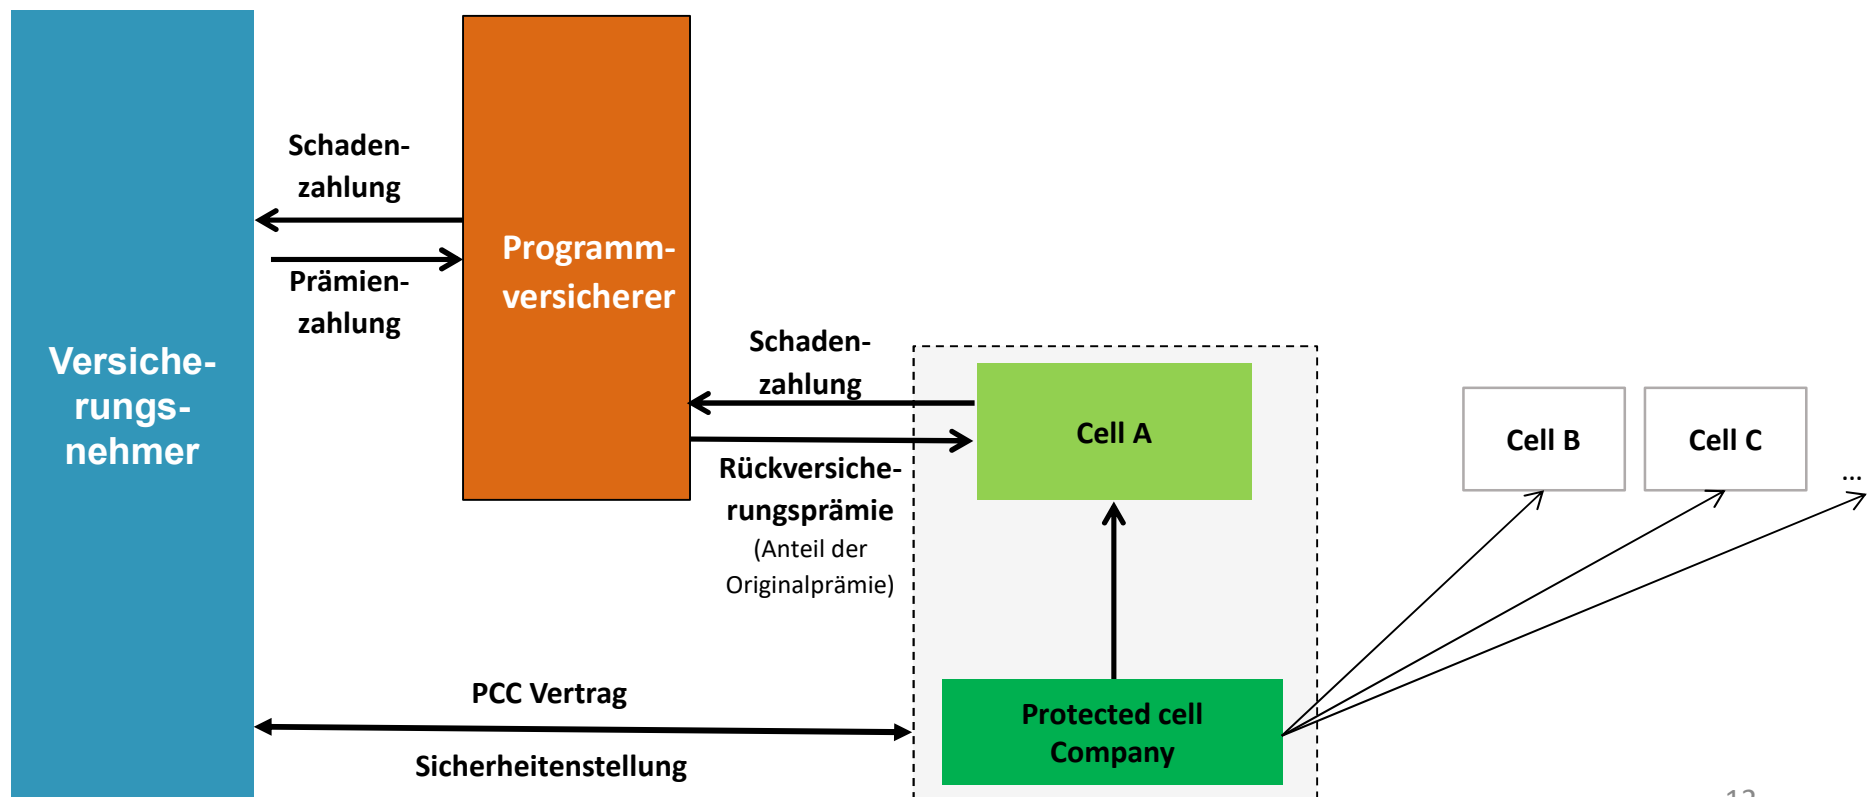 Schaden-
zahlung
Prämien-
zahlung
Versiche-
rungs-
nehmer
Programm-
versicherer
Schaden-
zahlung
Rückversiche-
rungsprämie
(Anteil der
Originalprämie)
Cell A
Cell B
Cell C
...
PCC Vertrag
Sicherheitenstellung
Protected cell
Company
12